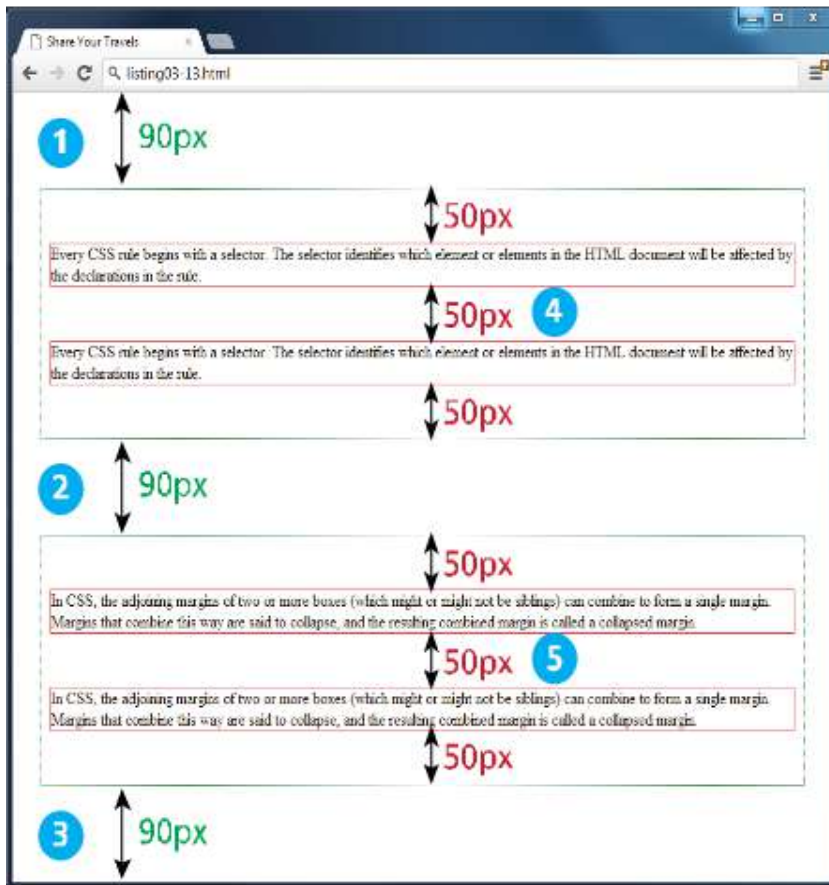 Share Your Travels
listing03-13.html
1
90px
50px
Every CSS rule begins with a selector. The selector identifies which element or elements in the HTML document will be affected by
the declarations in the rule.
50px
4
Every CSS rule begins with a selector. The selector identifies which element or elements in the HTML document will be affected by
the declarations in the rule.
50px
2
90px
50px
In CSS, the adjoining margins of two or more boxes (which might or might not be siblings) can combine to form a single margin.
Margins that combine this way are said to collapse, and the resulting combined margin is called a collapsed margin.
50px
5
In CSS, the adjoining margins of two or more boxes (which might or might not be siblings) can combine to form a single margin.
Margins that combine this way are said to collapse, and the resulting combined margin is called a collapsed margin.
50px
3
90px